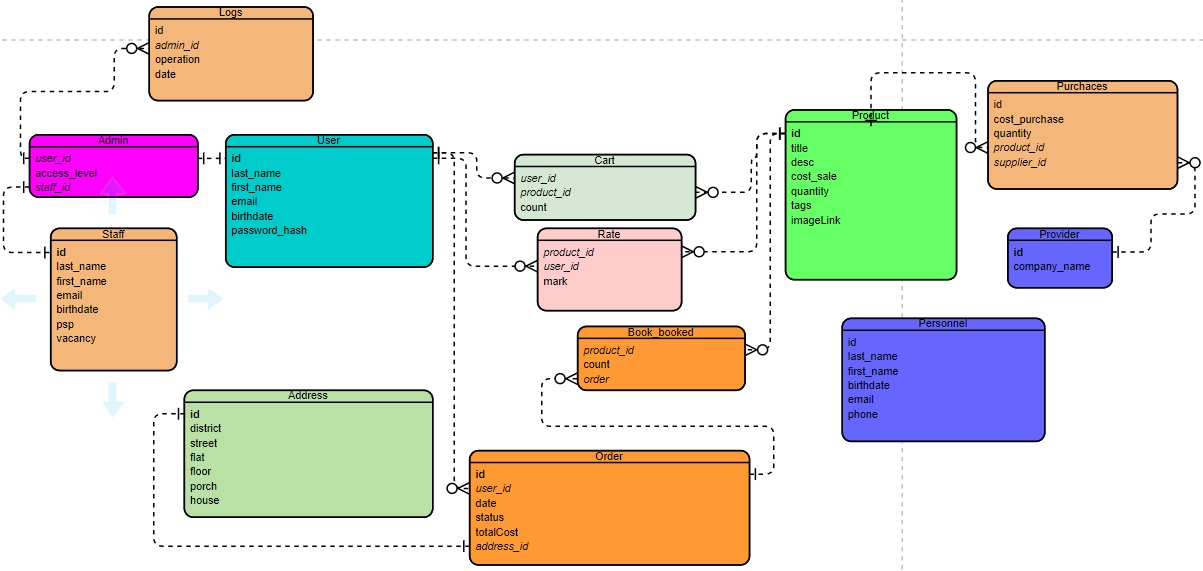 Logs
id
admin_id
operation
date
Admin
user_id
access_level
staff_id
User
id
last_name
first_name
email
birthdate
password_hash
Staff
id
last_name
first_name
email
birthdate
psp
vacancy
Cart
user_id
product_id
count
Rate
product_id
user_id
mark
Book_booked
product_id
count
order
Product
id
title
desc
cost_sale
quantity
tags
imageLink
Purchaces
id
cost_purchase
quantity
product_id
supplier_id
Provider
id
company_name
Personnel
id
last_name
first_name
birthdate
email
phone
Address
id
district
street
flat
floor
porch
house
Order
id
user_id
date
status
totalCost
address_id